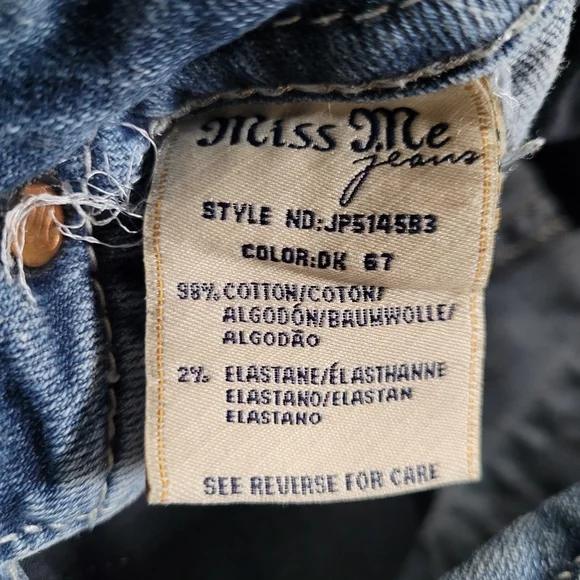 Miss Me
jeans
STYLE NO:JP5145B3
COLOR:DK 67
98% COTTON/COTON/
ALGODÓN/BAUMWOLLE/
ALGODÃO
2% ELASTANE/ÉLASTHANNE
ELASTANO/ELASTAN
ELASTANO
SEE REVERSE FOR CARE